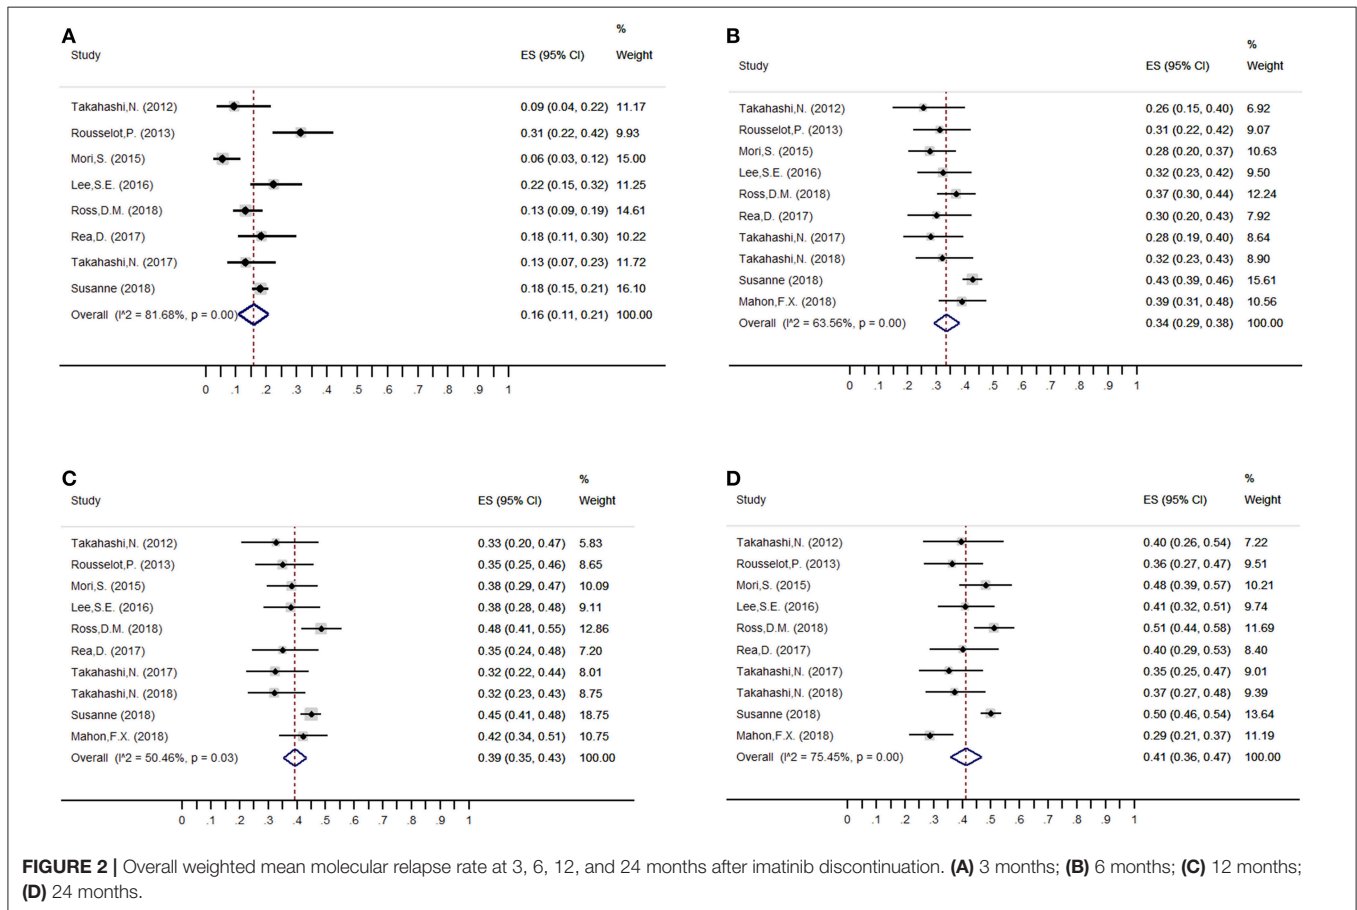 A
%
Study ES (95% CI) Weight
Takahashi,N. (2012) 0.09 (0.04, 0.22) 11.17
Rousselot,P. (2013) 0.31 (0.22, 0.42) 9.93
Mori,S. (2015) 0.06 (0.03, 0.12) 15.00
Lee,S.E. (2016) 0.22 (0.15, 0.32) 11.25
Ross,D.M. (2018) 0.13 (0.09, 0.19) 14.61
Rea,D. (2017) 0.18 (0.11, 0.30) 10.22
Takahashi,N. (2017) 0.13 (0.07, 0.23) 11.72
Susanne (2018) 0.18 (0.15, 0.21) 16.10
Overall (I^2 = 81.68%, p = 0.00) 0.16 (0.11, 0.21) 100.00
0 .1 .2 .3 .4 .5 .6 .7 .8 .9 1
B
%
Study ES (95% CI) Weight
Takahashi,N. (2012) 0.26 (0.15, 0.40) 6.92
Rousselot,P. (2013) 0.31 (0.22, 0.42) 9.07
Mori,S. (2015) 0.28 (0.20, 0.37) 10.63
Lee,S.E. (2016) 0.32 (0.23, 0.42) 9.50
Ross,D.M. (2018) 0.37 (0.30, 0.44) 12.24
Rea,D. (2017) 0.30 (0.20, 0.43) 7.92
Takahashi,N. (2017) 0.28 (0.19, 0.40) 8.64
Takahashi,N. (2018) 0.32 (0.23, 0.43) 8.90
Susanne (2018) 0.43 (0.39, 0.46) 15.61
Mahon,F.X. (2018) 0.39 (0.31, 0.48) 10.56
Overall (I^2 = 63.56%, p = 0.00) 0.34 (0.29, 0.38) 100.00
0 .1 .2 .3 .4 .5 .6 .7 .8 .9 1
C
%
Study ES (95% CI) Weight
Takahashi,N. (2012) 0.33 (0.20, 0.47) 5.83
Rousselot,P. (2013) 0.35 (0.25, 0.46) 8.65
Mori,S. (2015) 0.38 (0.29, 0.47) 10.09
Lee,S.E. (2016) 0.38 (0.28, 0.48) 9.11
Ross,D.M. (2018) 0.48 (0.41, 0.55) 12.86
Rea,D. (2017) 0.35 (0.24, 0.48) 7.20
Takahashi,N. (2017) 0.32 (0.22, 0.44) 8.01
Takahashi,N. (2018) 0.32 (0.23, 0.43) 8.75
Susanne (2018) 0.45 (0.41, 0.48) 18.75
Mahon,F.X. (2018) 0.42 (0.34, 0.51) 10.75
Overall (I^2 = 50.46%, p = 0.03) 0.39 (0.35, 0.43) 100.00
0 .1 .2 .3 .4 .5 .6 .7 .8 .9 1
D
%
Study ES (95% CI) Weight
Takahashi,N. (2012) 0.40 (0.26, 0.54) 7.22
Rousselot,P. (2013) 0.36 (0.27, 0.47) 9.51
Mori,S. (2015) 0.48 (0.39, 0.57) 10.21
Lee,S.E. (2016) 0.41 (0.32, 0.51) 9.74
Ross,D.M. (2018) 0.51 (0.44, 0.58) 11.69
Rea,D. (2017) 0.40 (0.29, 0.53) 8.40
Takahashi,N. (2017) 0.35 (0.25, 0.47) 9.01
Takahashi,N. (2018) 0.37 (0.27, 0.48) 9.39
Susanne (2018) 0.50 (0.46, 0.54) 13.64
Mahon,F.X. (2018) 0.29 (0.21, 0.37) 11.19
Overall (I^2 = 75.45%, p = 0.00) 0.41 (0.36, 0.47) 100.00
0 .1 .2 .3 .4 .5 .6 .7 .8 .9 1
FIGURE 2 | Overall weighted mean molecular relapse rate at 3, 6, 12, and 24 months after imatinib discontinuation. (A) 3 months; (B) 6 months; (C) 12 months;
(D) 24 months.